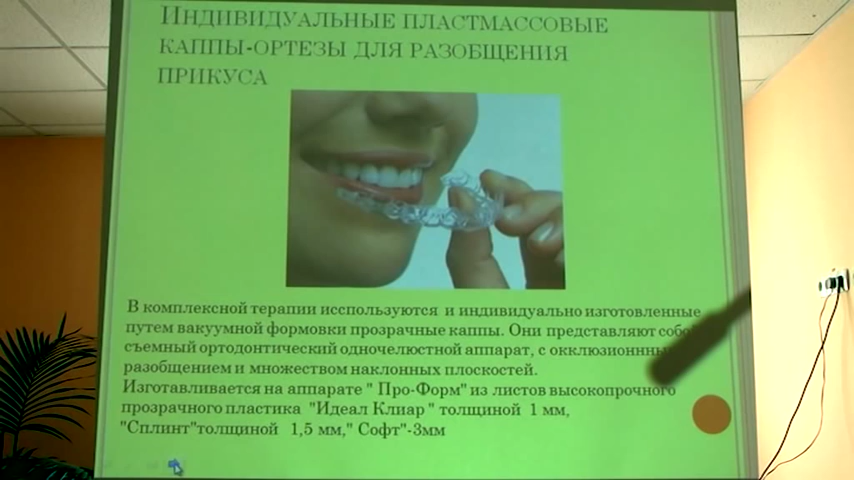 Индивидуальные пластмассовые
каппы-ортезы для разобщения
прикуса
В комплексной терапии исспользуются и индивидуально изготовленные
путем вакуумной формовки прозрачные каппы. Они представляют собой
съемный ортодонтический одночелюстной аппарат, с
разобщением и множеством наклонных плоскостей.
Изготавливается на аппарате " Про-Форм" из листов высокопрочного
прозрачного пластика "Идеал Клиар " толщиной 1 мм,
"Сплинт"толщиной 1,5 мм," Софт"-3мм